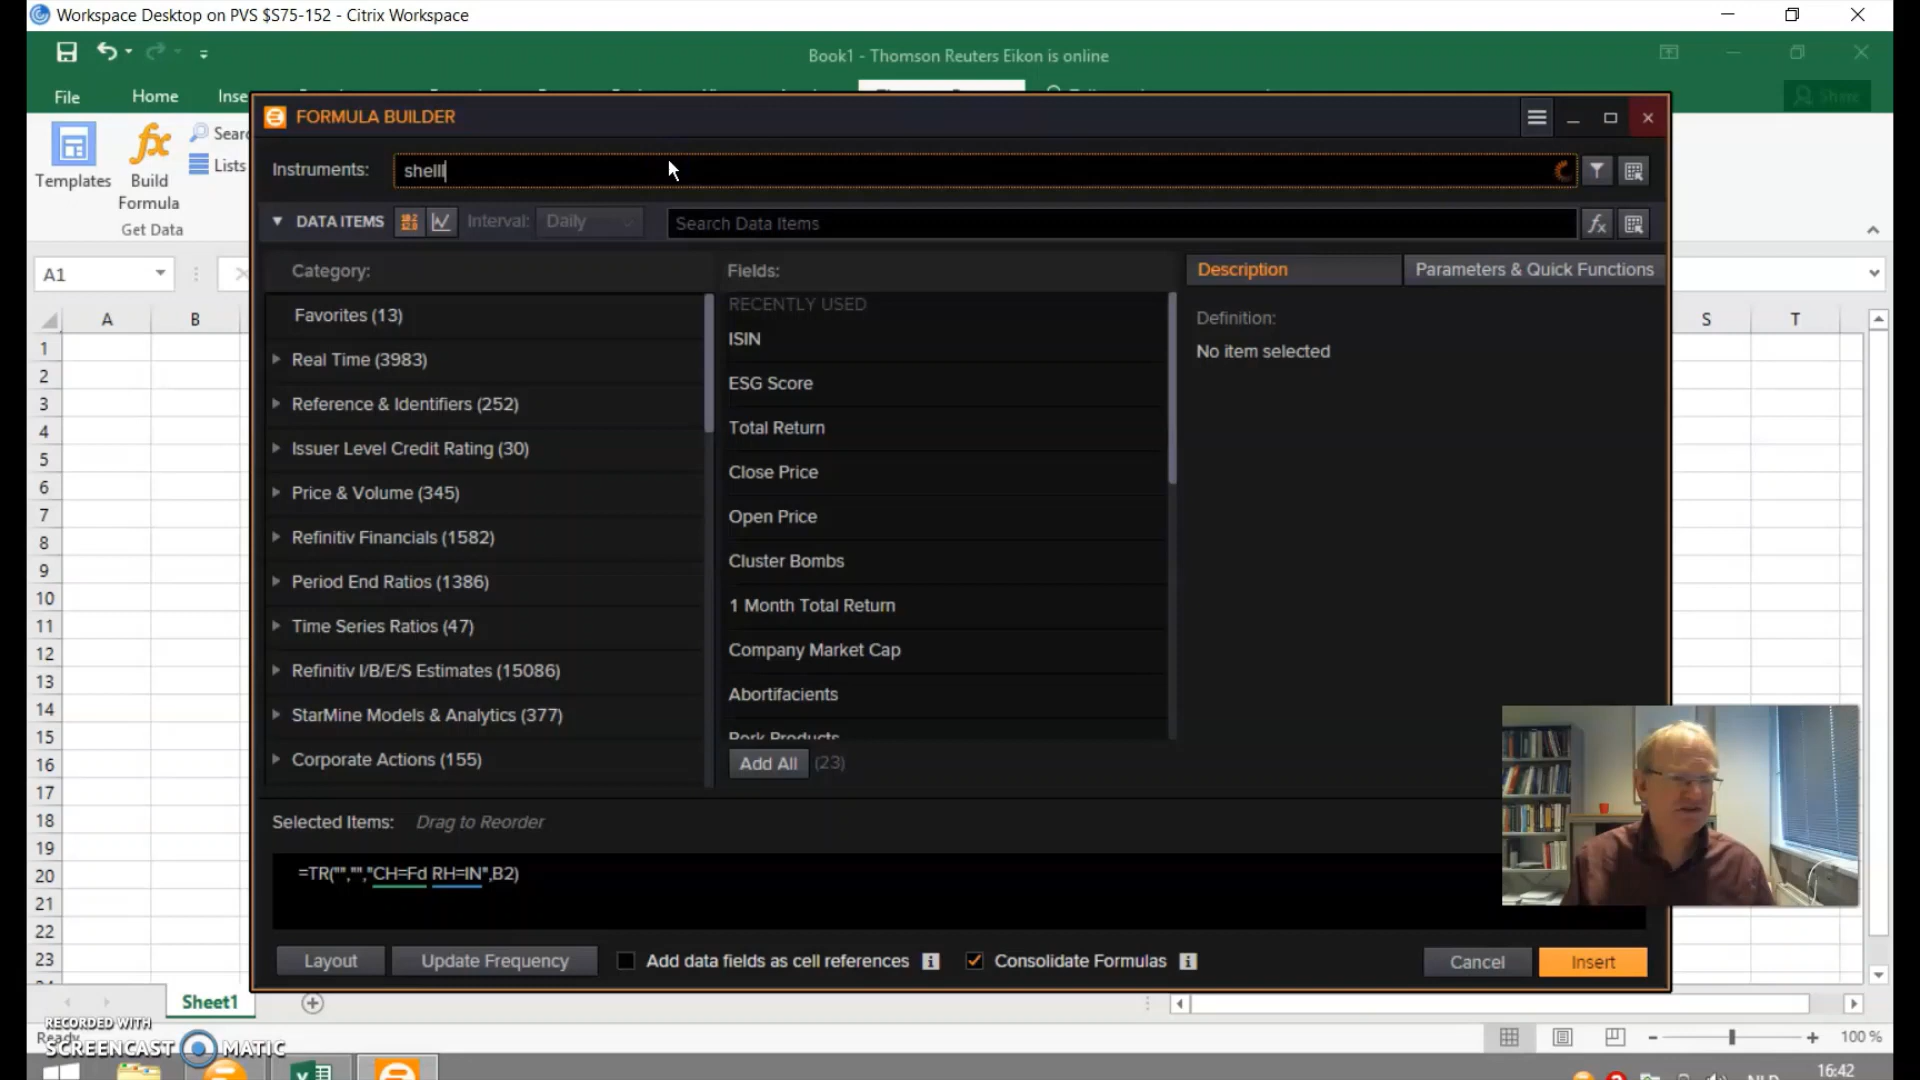 Workspace Desktop on PVS $S75-152 - Citrix Workspace
Book1 - Thomson Reuters Eikon is online
File
Home
Inse
Share
FORMULA BUILDER
Templates
Build
Formula
Sear
Lists
Get Data
Instruments:
shell
DATA ITEMS
Interval:
Daily
Search Data Items
A1
Category:
Fields:
Description
Parameters & Quick Functions
Favorites (13)
Real Time (3983)
Reference & Identifiers (252)
Issuer Level Credit Rating (30)
Price & Volume (345)
Refinitiv Financials (1582)
Period End Ratios (1386)
Time Series Ratios (47)
Refinitiv I/B/E/S Estimates (15086)
StarMine Models & Analytics (377)
Corporate Actions (155)
RECENTLY USED
ISIN
ESG Score
Total Return
Close Price
Open Price
Cluster Bombs
1 Month Total Return
Company Market Cap
Abortifacients
Pork Products
Add All (23)
Definition:
No item selected
A B S T
1
2
3
4
5
6
7
8
9
10
11
12
13
14
15
16
17
18
19
20
21
22
23
Selected Items: Drag to Reorder
=TR("","","CH=Fd RH=IN",B2)
Layout
Update Frequency
Add data fields as cell references
Consolidate Formulas
Cancel
Insert
Sheet1
Ready
100 %
RECORDED WITH
SCREENCAST MATIC
NLD
16:42